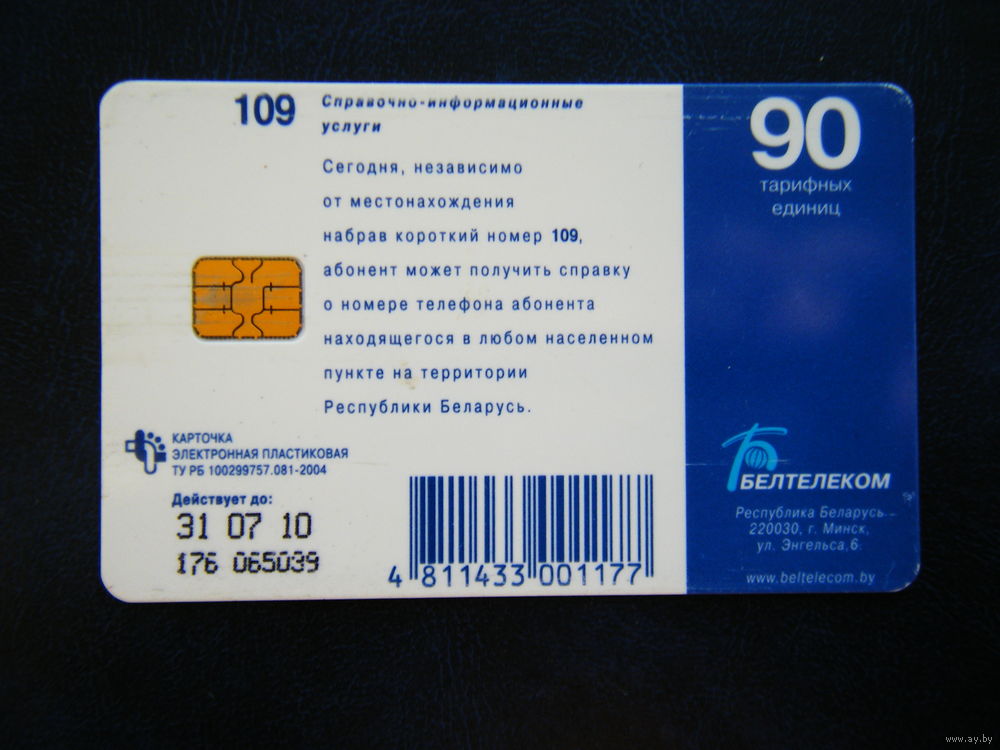 109 Справочно-информационные
услуги
Сегодня, независимо
от местонахождения
набрав короткий номер 109,
абонент может получить справку
о номере телефона абонента
находящегося в любом населенном
пункте на территории
Республики Беларусь.
КАРТОЧКА
ЭЛЕКТРОННАЯ ПЛАСТИКОВАЯ
ТУ РБ 100299757.081-2004
Действует до:
31 07 10
176 065039
4 811433 001177
90
тарифных
единиц
БЕЛТЕЛЕКОМ
Республика Беларусь
220030, г. Минск,
ул. Энгельса,6
www.beltelecom.by
www.ay.by